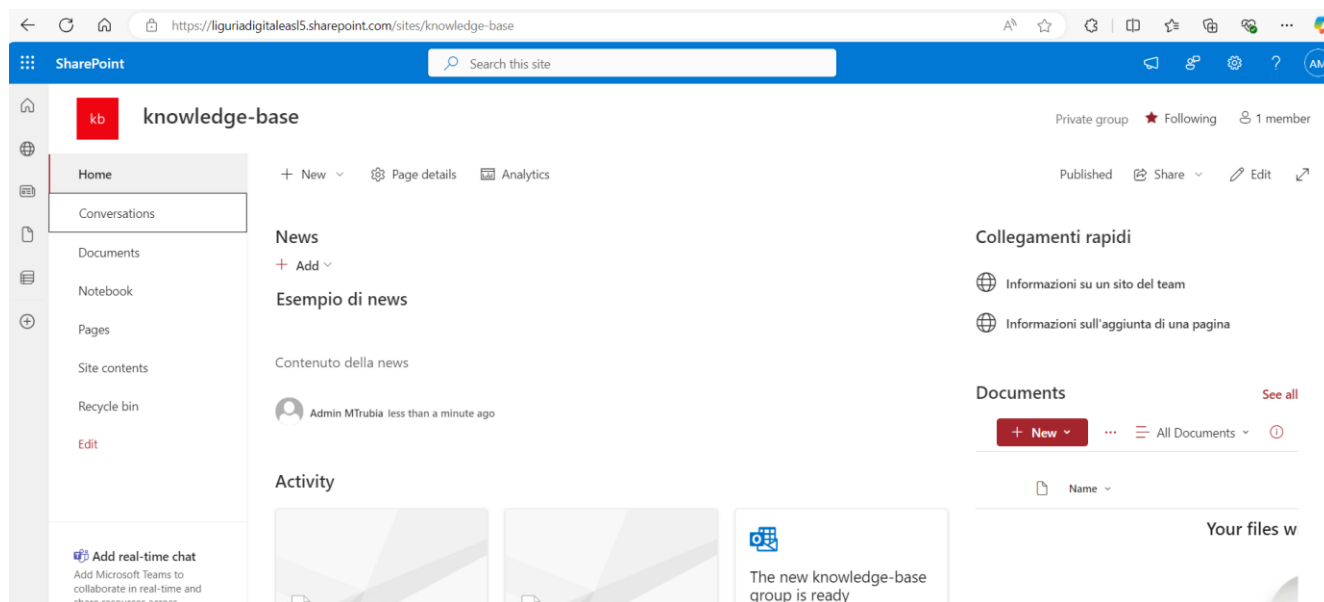 https://liguriadigitaleasl5.sharepoint.com/sites/knowledge-base
SharePoint
Search this site
AM
kb
knowledge-base
Private group
Following
1 member
Home
Conversations
Documents
Notebook
Pages
Site contents
Recycle bin
Edit
+ New
Page details
Analytics
Published
Share
Edit
News
+ Add
Esempio di news
Contenuto della news
Admin MTrubia less than a minute ago
Activity
The new knowledge-base
group is ready
Collegamenti rapidi
Informazioni su un sito del team
Informazioni sull'aggiunta di una pagina
Documents
See all
+ New
All Documents
Name
Your files w
Add real-time chat
Add Microsoft Teams to
collaborate in real-time and
share resources across